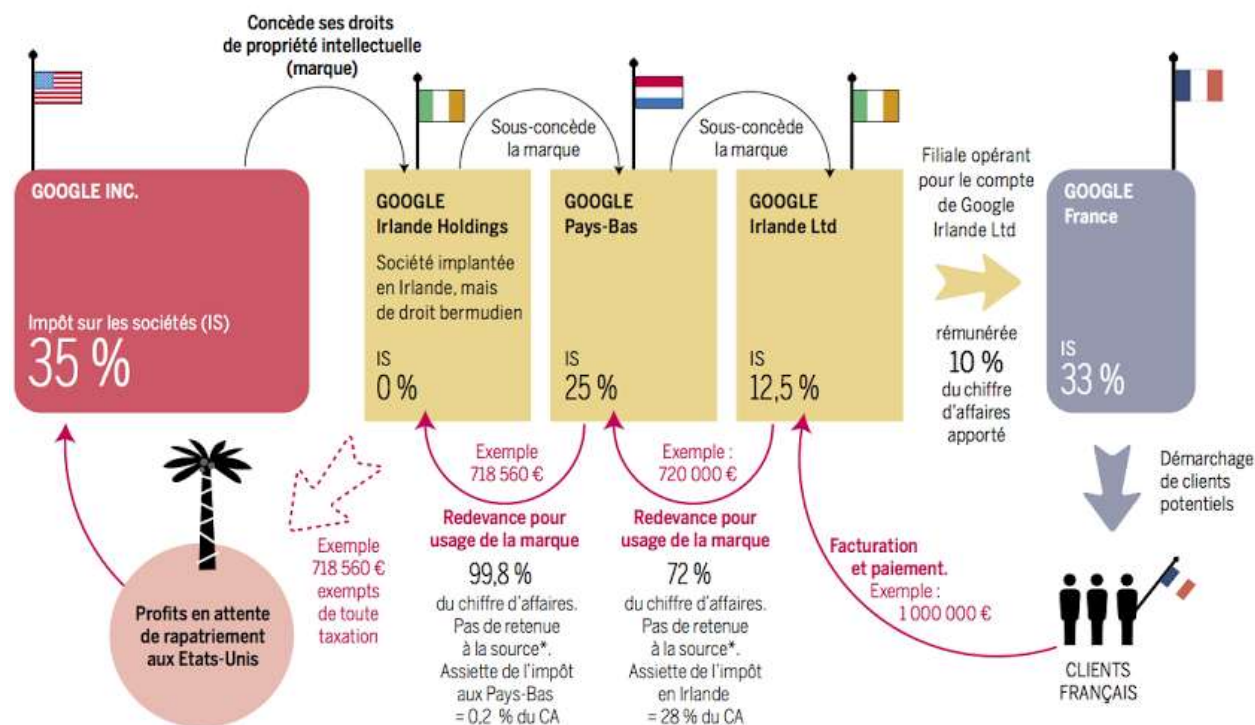 Concède ses droits
de propriété intellectuelle
(marque)
Sous-concède
la marque
Sous-concède
la marque
GOOGLE INC.
Impôt sur les sociétés (IS)
35 %
GOOGLE
Irlande Holdings
Société implantée
en Irlande, mais
de droit bermudien
IS
0 %
GOOGLE
Pays-Bas
IS
25 %
GOOGLE
Irlande Ltd
IS
12,5 %
Filiale opérant
pour le compte
de Google
Irlande Ltd
rémunérée
10 %
du chiffre
d'affaires
apporté
GOOGLE
France
IS
33 %
Démarchage
de clients
potentiels
CLIENTS
FRANÇAIS
Facturation
et paiement.
Exemple :
1 000 000 €
Exemple :
720 000 €
Redevance pour
usage de la marque
72 %
du chiffre d'affaires.
Pas de retenue
à la source*.
Assiette de l'impôt
en Irlande
= 28 % du CA
Exemple
718 560 €
Redevance pour
usage de la marque
99,8 %
du chiffre d'affaires.
Pas de retenue
à la source*.
Assiette de l'impôt
aux Pays-Bas
= 0,2 % du CA
Exemple
718 560 €
exempts
de toute
taxation
Profits en attente
de rapatriement
aux Etats-Unis